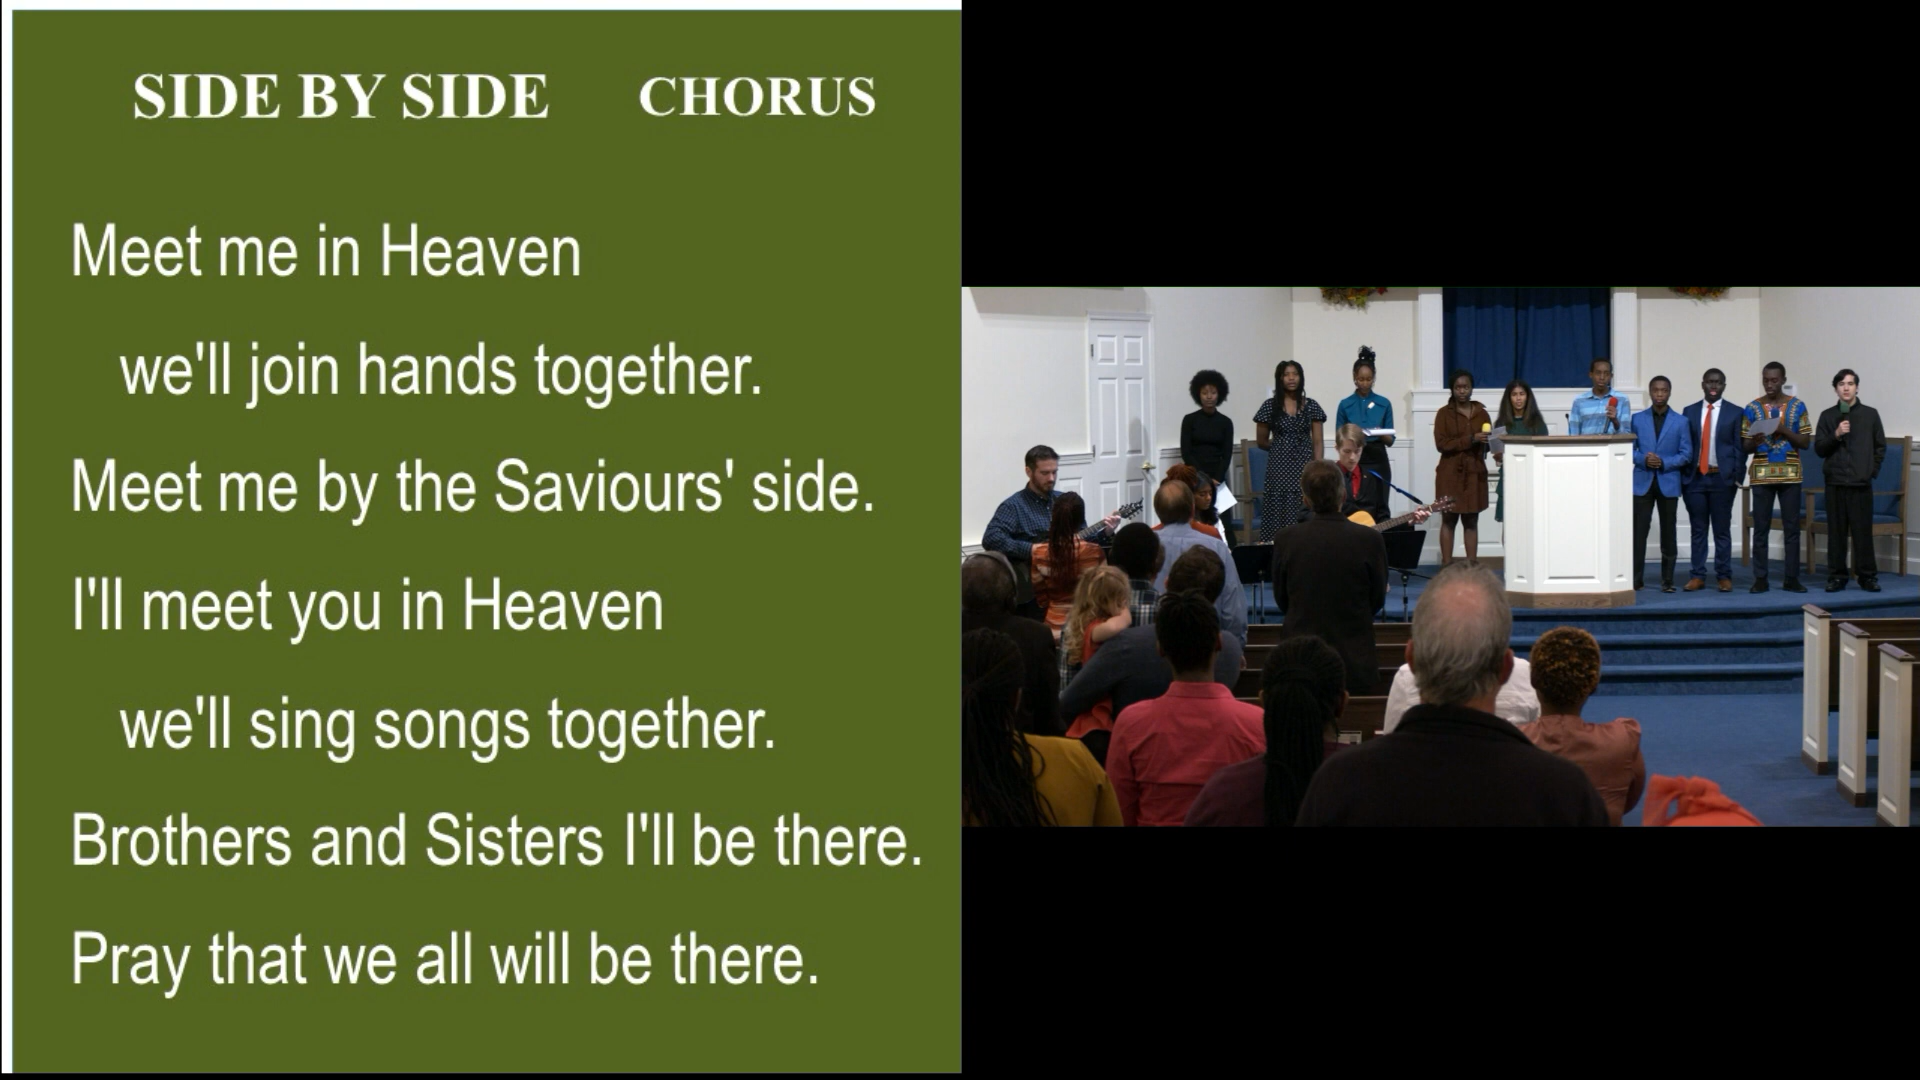 SIDE BY SIDE CHORUS
Meet me in Heaven
we'll join hands together.
Meet me by the Saviours' side.
I'll meet you in Heaven
we'll sing songs together.
Brothers and Sisters I'll be there.
Pray that we all will be there.